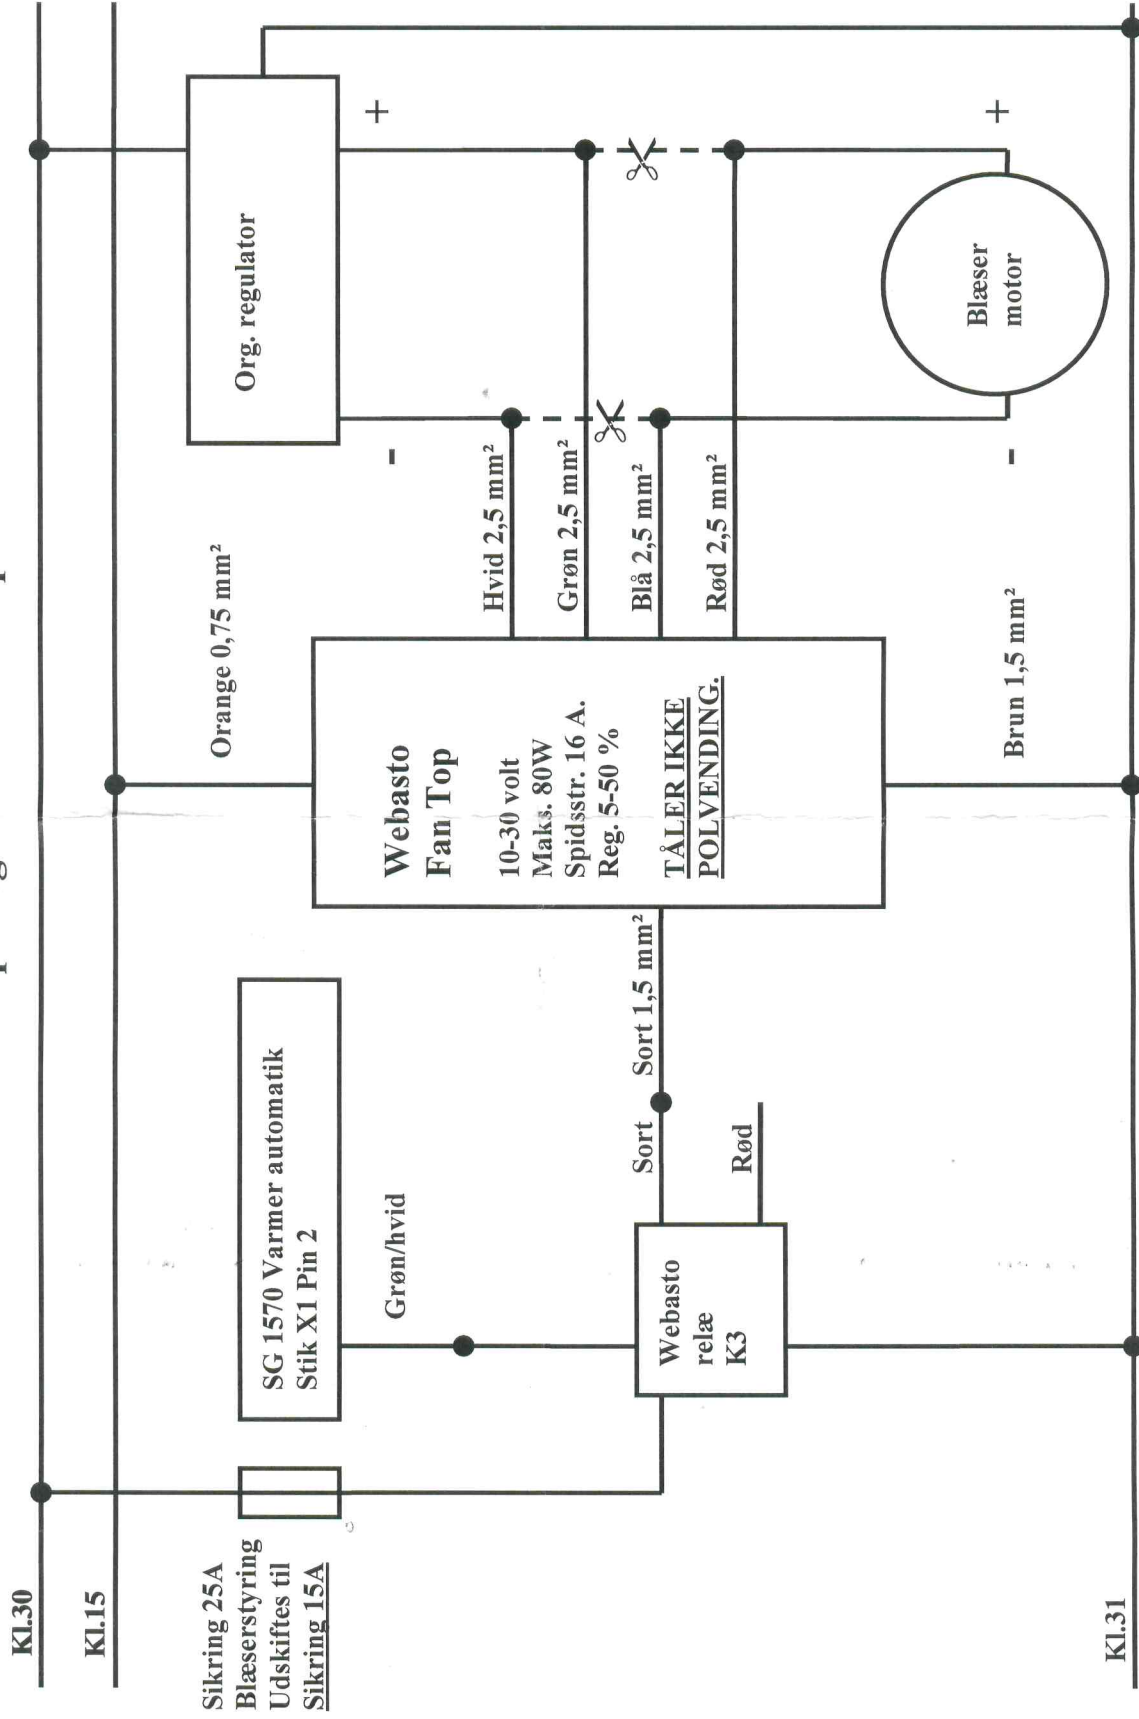 Kl.30
Kl.15
Sikring 25A
Blæserstyring
Udskiftes til
Sikring 15A
SG 1570 Varmer automatik
Stik X1 Pin 2
Grøn/hvid
Webasto
relæ
K3
Sort
Rød
Sort 1,5 mm²
Orange 0,75 mm²
Webasto
Fan Top
10-30 volt
Maks. 80W
Spidsstr. 16 A.
Reg. 5-50 %
TÅLER IKKE
POLVENDING.
Brun 1,5 mm²
Hvid 2,5 mm²
Grøn 2,5 mm²
Blå 2,5 mm²
Rød 2,5 mm²
Org. regulator
-
+
Blæser
motor
-
+
Kl.31